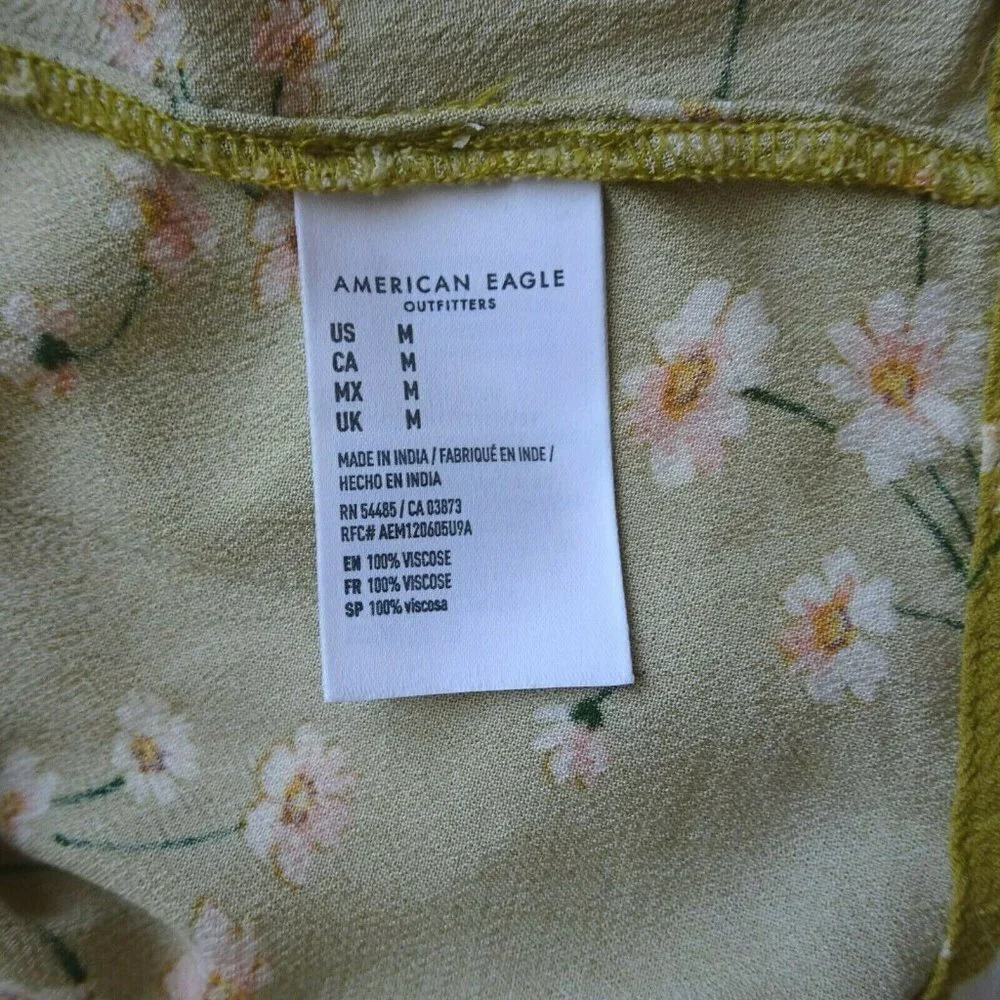 AMERICAN EAGLE
OUTFITTERS
US M
CA M
MX M
UK M
MADE IN INDIA / FABRIQUÉ EN INDE /
HECHO EN INDIA
RN 54485 / CA 03873
RFC# AEM120605U9A
EN 100% VISCOSE
FR 100% VISCOSE
SP 100% viscosa